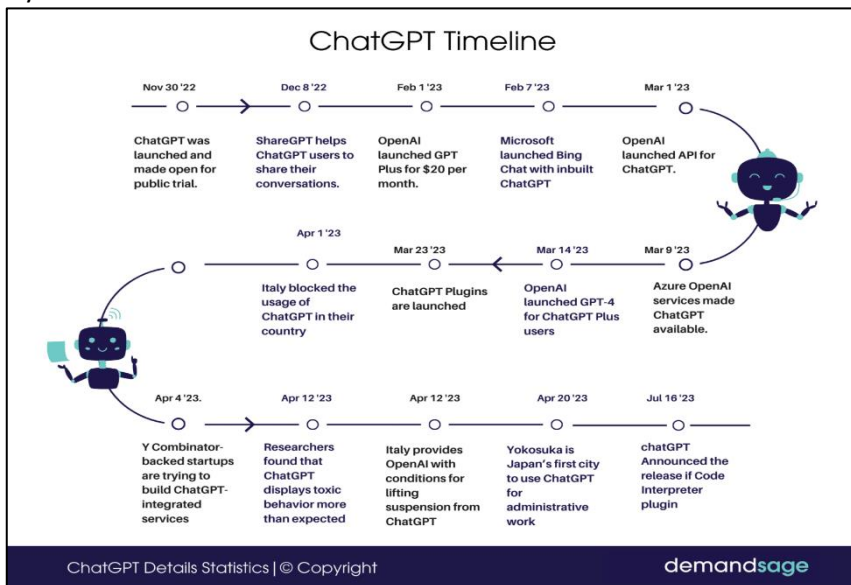 ChatGPT Timeline
Nov 30 '22
Dec 8 '22
Feb 1 '23
Feb 7 '23
Mar 1 '23
ChatGPT was
launched and
made open for
public trial.
ShareGPT helps
ChatGPT users to
share their
conversations.
OpenAI
launched GPT
Plus for $20 per
month.
Microsoft
launched Bing
Chat with inbuilt
ChatGPT
OpenAI
launched API for
ChatGPT.
Apr 1 '23
Mar 23 '23
Mar 14 '23
Mar 9 '23
Italy blocked the
usage of
ChatGPT in their
country
ChatGPT Plugins
are launched
OpenAI
launched GPT-4
for ChatGPT Plus
users
Azure OpenAI
services made
ChatGPT
available.
Apr 4 '23.
Apr 12 '23
Apr 12 '23
Apr 20 '23
Jul 16 '23
Y Combinator-
backed startups
are trying to
build ChatGPT-
integrated
services
Researchers
found that
ChatGPT
displays toxic
behavior more
than expected
Italy provides
OpenAI with
conditions for
lifting
suspension from
ChatGPT
Yokosuka is
Japan's first city
to use ChatGPT
for
administrative
work
chatGPT
Announced the
release if Code
Interpreter
plugin
ChatGPT Details Statistics | © Copyright
demandsage